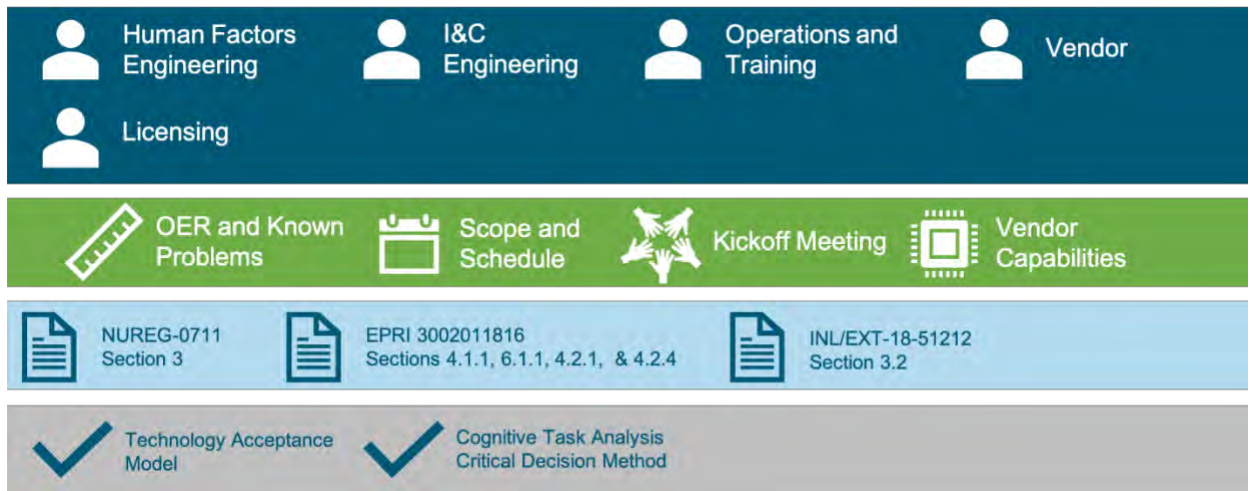 Human Factors
Engineering
I&C
Engineering
Operations and
Training
Vendor
Licensing
OER and Known
Problems
Scope and
Schedule
Kickoff Meeting
Vendor
Capabilities
NUREG-0711
Section 3
EPRI 3002011816
Sections 4.1.1, 6.1.1, 4.2.1, & 4.2.4
INL/EXT-18-51212
Section 3.2
Technology Acceptance
Model
Cognitive Task Analysis
Critical Decision Method